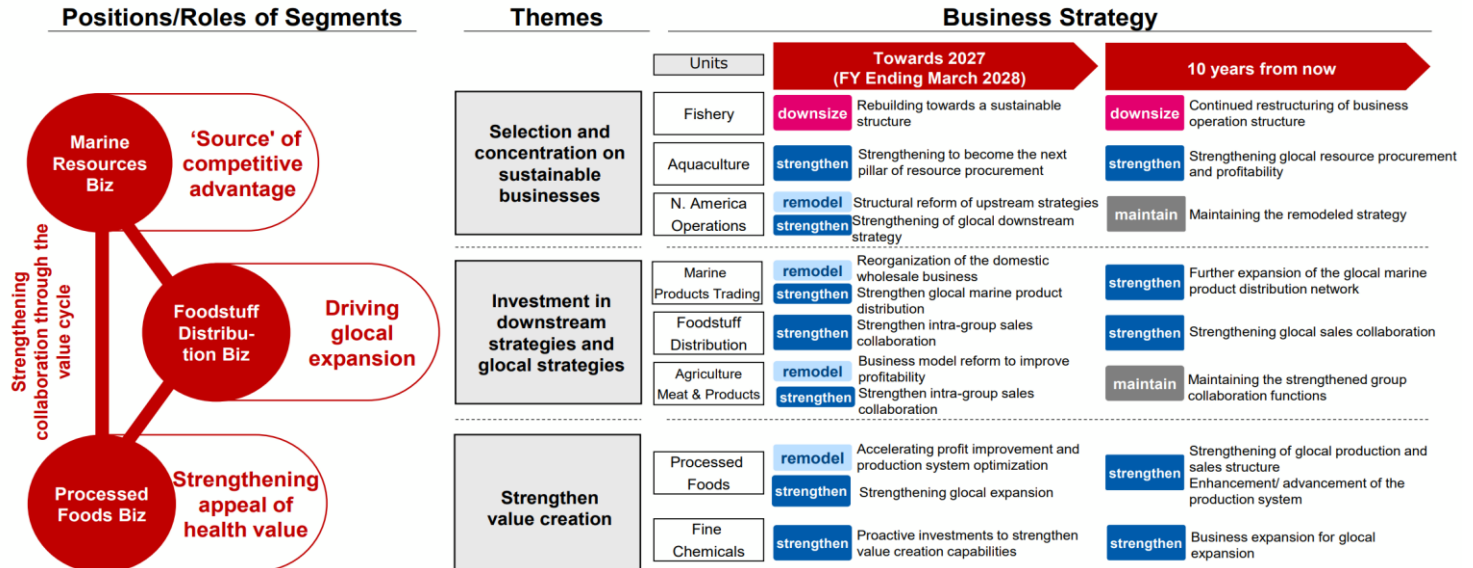 Positions/Roles of Segments
Themes
Business Strategy
Units
Towards 2027
(FY Ending March 2028)
10 years from now
Marine
Resources
Biz
‘Source' of
competitive
advantage
Strengthening
collaboration through the
value cycle
Foodstuff
Distribu-
tion Biz
Driving
glocal
expansion
Processed
Foods Biz
Strengthening
appeal of
health value
Selection and
concentration on
sustainable
businesses
Fishery
downsize
Rebuilding towards a sustainable
structure
downsize
Continued restructuring of business
operation structure
Aquaculture
strengthen
Strengthening to become the next
pillar of resource procurement
strengthen
Strengthening glocal resource procurement
and profitability
N. America
Operations
remodel
Structural reform of upstream strategies
strengthen
Strengthening of glocal downstream
strategy
maintain
Maintaining the remodeled strategy
Investment in
downstream
strategies and
glocal strategies
Marine
Products Trading
remodel
Reorganization of the domestic
wholesale business
strengthen
Strengthen glocal marine product
distribution
strengthen
Further expansion of the glocal marine
product distribution network
Foodstuff
Distribution
strengthen
Strengthen intra-group sales
collaboration
strengthen
Strengthening glocal sales collaboration
Agriculture
Meat & Products
remodel
Business model reform to improve
profitability
strengthen
Strengthen intra-group sales
collaboration
maintain
Maintaining the strengthened group
collaboration functions
Strengthen
value creation
Processed
Foods
remodel
Accelerating profit improvement and
production system optimization
strengthen
Strengthening glocal expansion
strengthen
Strengthening of glocal production and
sales structure
Enhancement/ advancement of the
production system
Fine
Chemicals
strengthen
Proactive investments to strengthen
value creation capabilities
strengthen
Business expansion for glocal
expansion